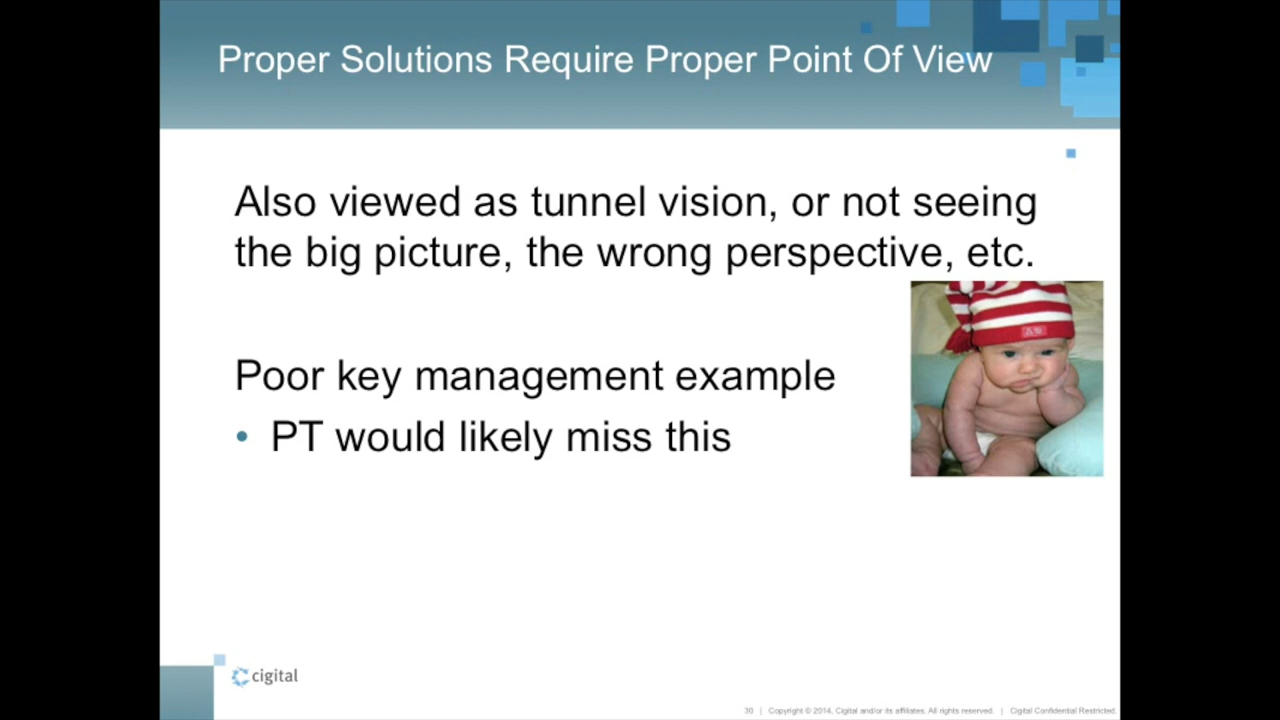 Proper Solutions Require Proper Point Of View
Also viewed as tunnel vision, or not seeing
the big picture, the wrong perspective, etc.
Poor key management example
• PT would likely miss this
cigital
30 | Copyright © 2014, Cigital and/or its affiliates. All rights reserved. | Cigital Confidential Restricted.